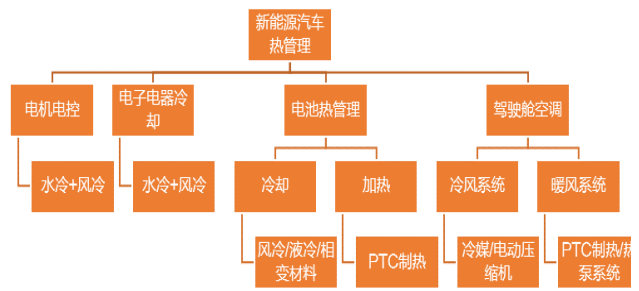 新能源汽车
热管理
电机电控
电子电器冷
却
电池热管理
驾驶舱空调
水冷+风冷
水冷+风冷
冷却
加热
冷风系统
暖风系统
风冷/液冷/相
变材料
PTC制热
冷媒/电动压
缩机
PTC制热/热
泵系统